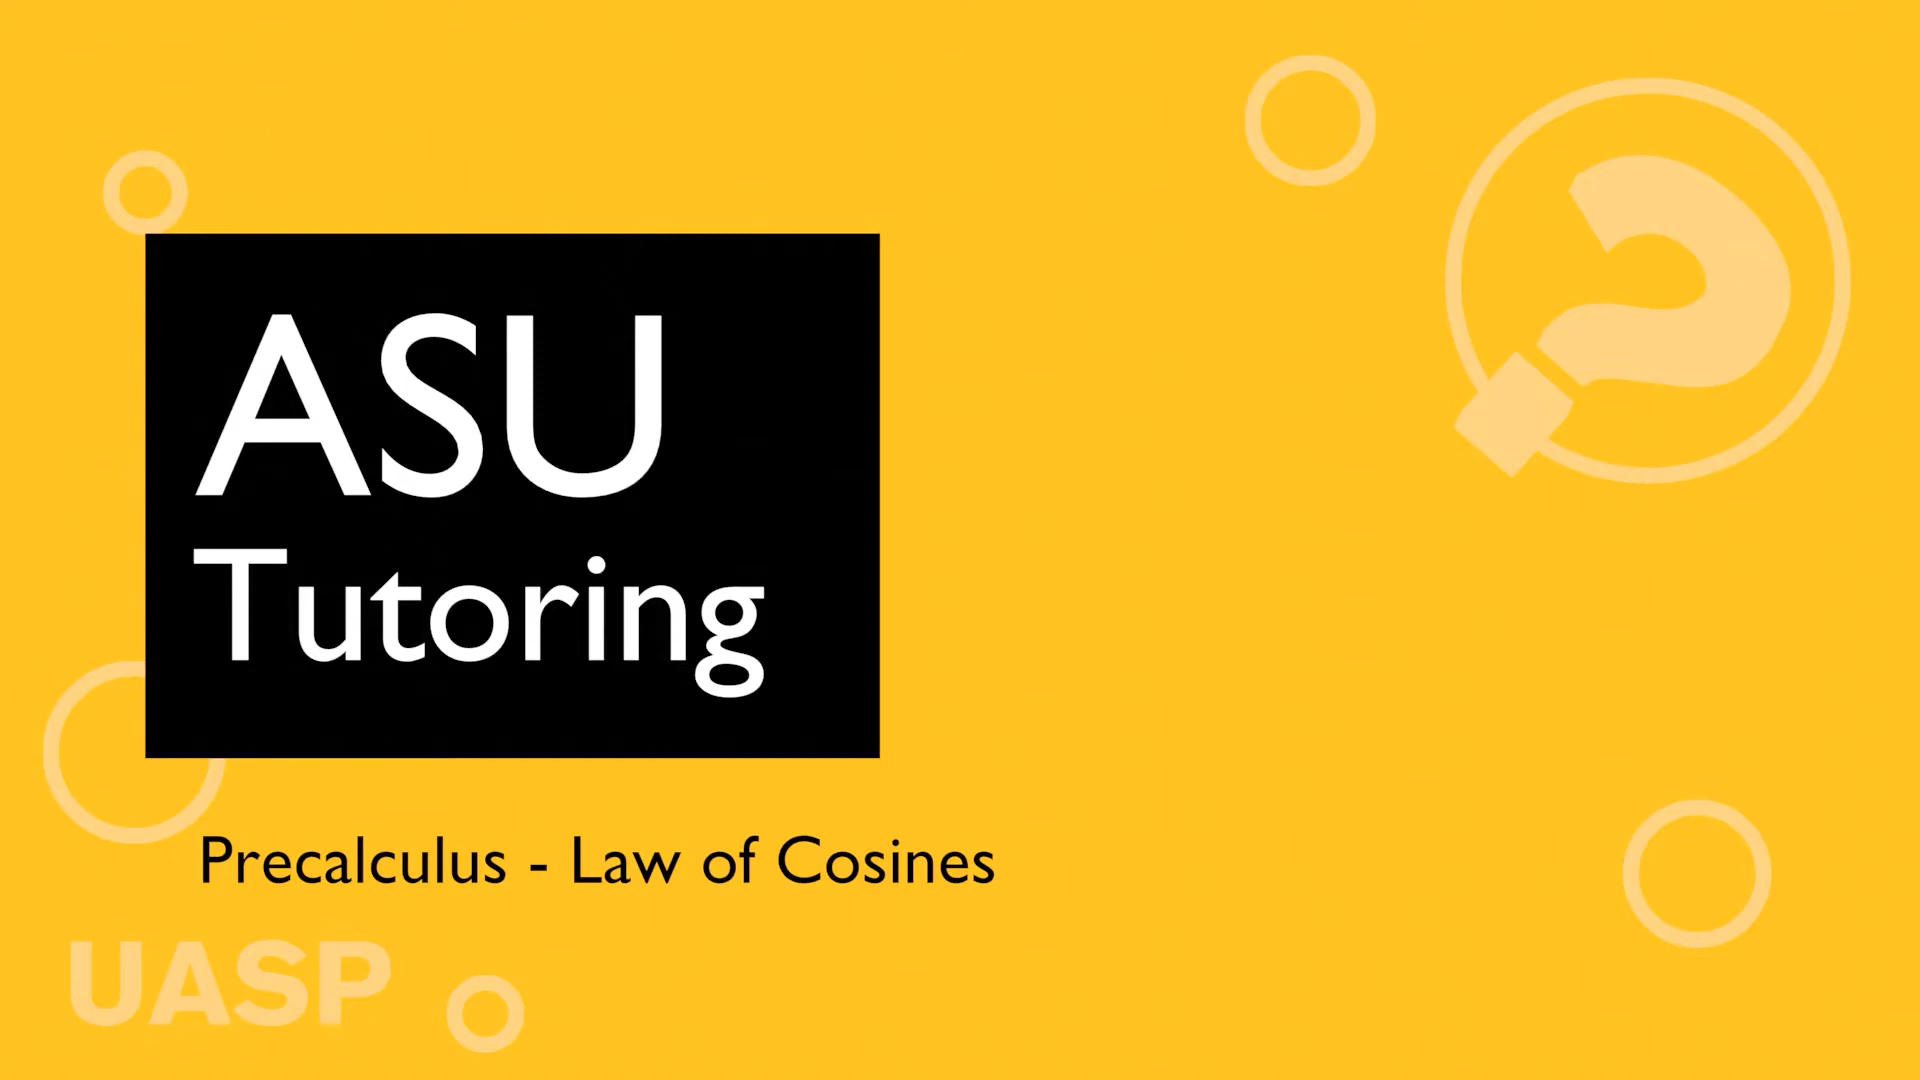 ASU
Tutoring
Precalculus - Law of Cosines
UASP